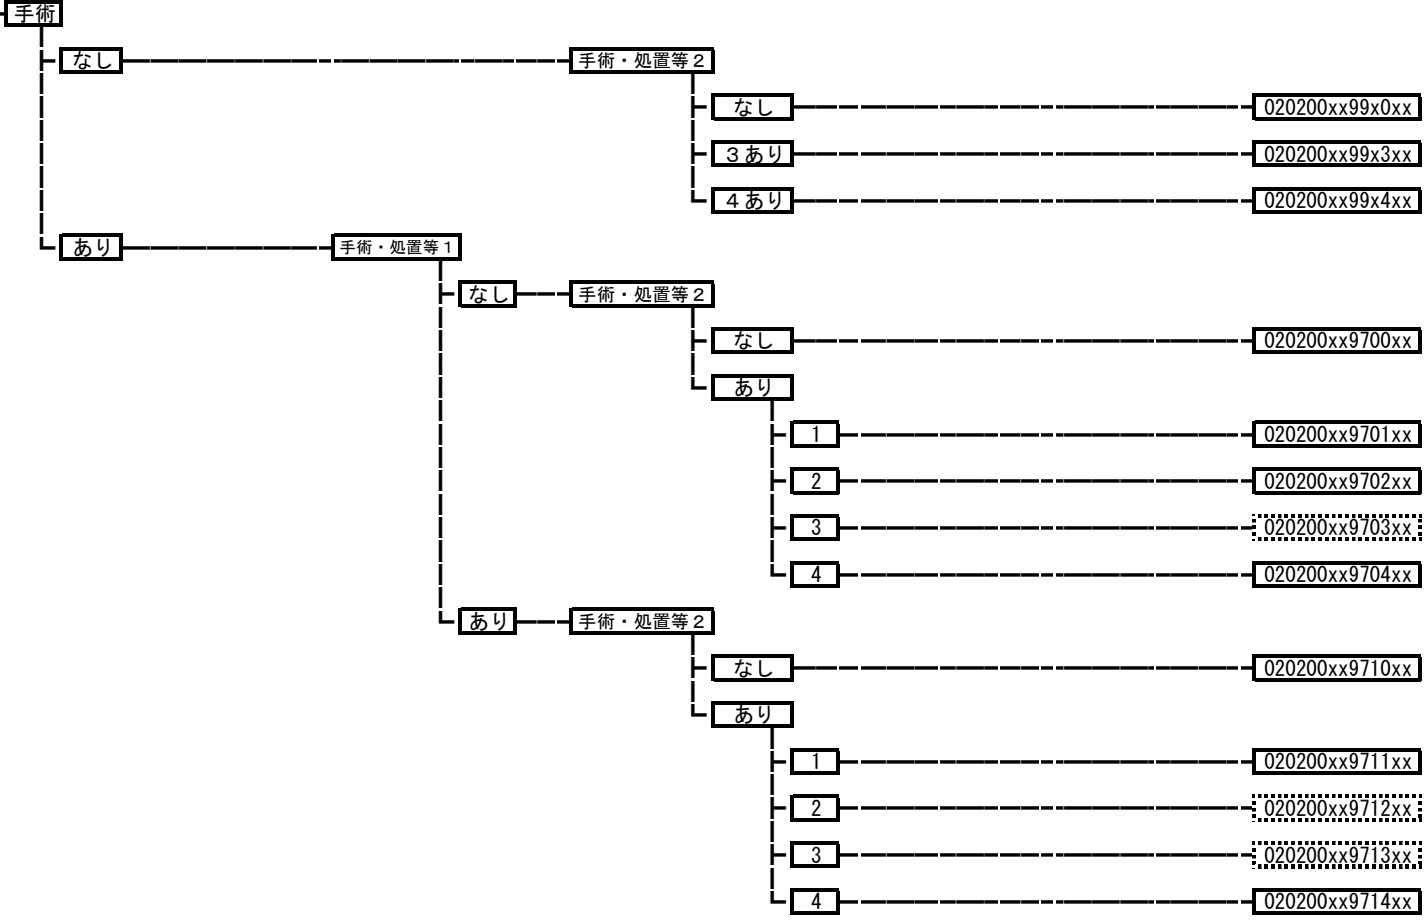 手術
なし 手術・処置等２
なし 020200xx99x0xx
３あり 020200xx99x3xx
４あり 020200xx99x4xx
あり 手術・処置等１
なし 手術・処置等２
なし 020200xx9700xx
あり
1 020200xx9701xx
2 020200xx9702xx
3 020200xx9703xx
4 020200xx9704xx
あり 手術・処置等２
なし 020200xx9710xx
あり
1 020200xx9711xx
2 020200xx9712xx
3 020200xx9713xx
4 020200xx9714xx